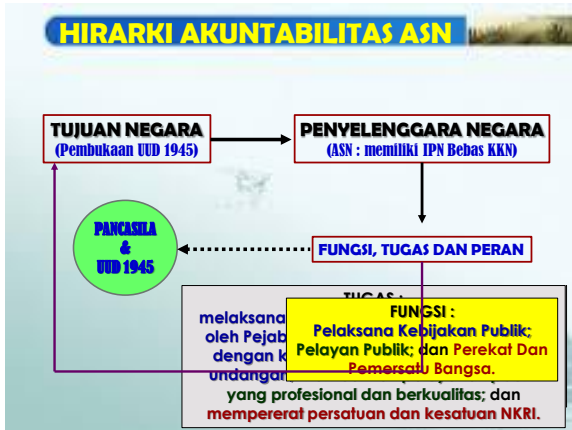 HIRARKI AKUNTABILITAS ASN
TUJUAN NEGARA
(Pembukaan UUD 1945)
PENYELENGGARA NEGARA
(ASN : memiliki IPN Bebas KKN)
PANCASILA
&
UUD 1945
FUNGSI, TUGAS DAN PERAN
TUGAS :
melaksana
oleh Pejab
dengan k
undangan
yang profesional dan berkualitas; dan
mempererat persatuan dan kesatuan NKRI.
FUNGSI :
Pelaksana Kebijakan Publik;
Pelayan Publik; dan Perekat Dan
Pemersatu Bangsa.